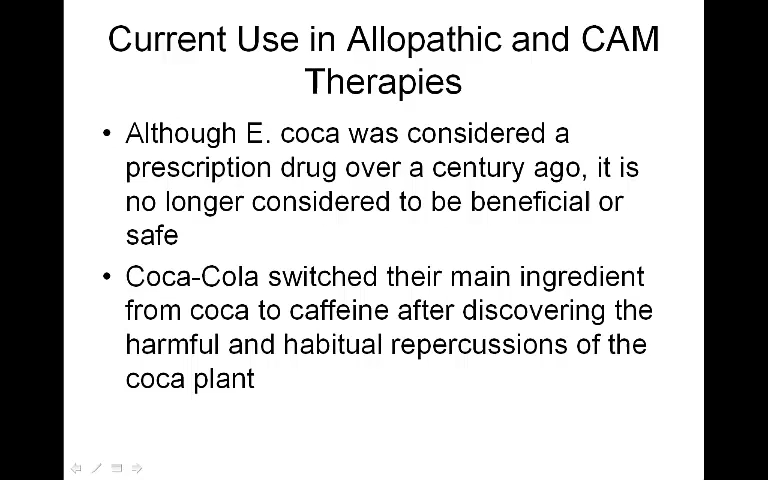 Current Use in Allopathic and CAM
Therapies
• Although E. coca was considered a
prescription drug over a century ago, it is
no longer considered to be beneficial or
safe
• Coca-Cola switched their main ingredient
from coca to caffeine after discovering the
harmful and habitual repercussions of the
coca plant